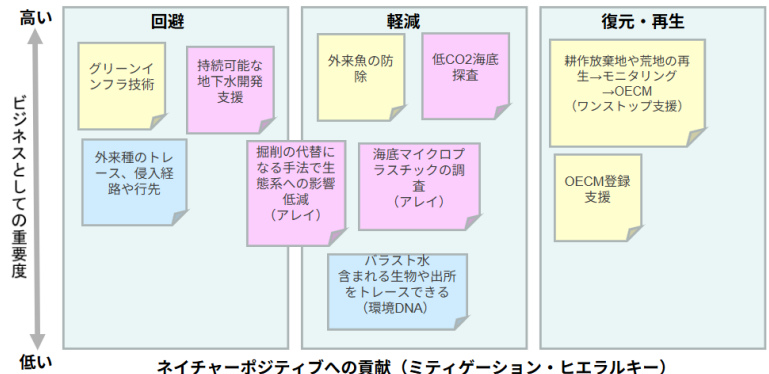 高い
回避
軽減
復元・再生
グリーンイ
ンフラ技術
持続可能な
地下水開発
支援
外来種のトレ
ース、侵入経
路や行先
掘削の代替に
なる手法で生
態系への影響
低減
（アレイ）
外来魚の防
除
低CO2海底
探査
海底マイクロプ
ラスチックの調
査
（アレイ）
バラスト水
含まれる生物や出所
をトレースできる
（環境DNA）
耕作放棄地や荒地の再
生→モニタリング
→OECM
（ワンストップ支援）
OECM登録
支援
ビジネスとしての重要度
低い
ネイチャーポジティブへの貢献（ミティゲーション・ヒエラルキー）